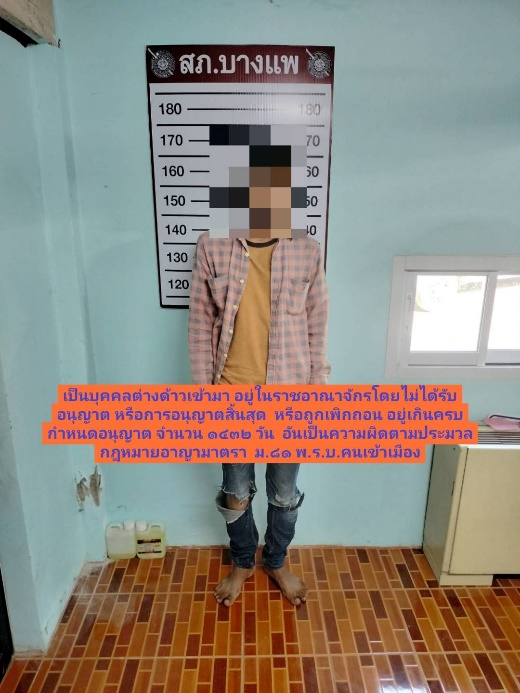 สภ.บางแพ
180 180
170 70
160 60
150 50
140 40
130
120
เป็นบุคคลต่างด้าวเข้ามา อยู่ในราชอาณาจักรโดยไม่ได้รับ
อนุญาต หรือการอนุญาตสิ้นสุด หรือถูกเพิกถอน อยู่เกินครบ
กำหนดอนุญาต จำนวน ๑๕๓๒ วัน อันเป็นความผิดตามประมวล
กฎหมายอาญามาตรา ม.๘๑ พ.ร.บ.คนเข้าเมือง